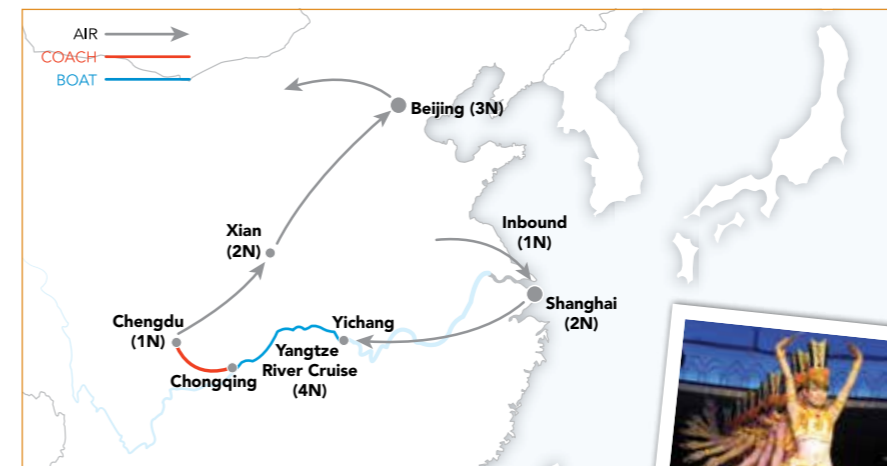 AIR
COACH
BOAT
Beijing (3N)
Xian
(2N)
Inbound
(1N)
Shanghai
(2N)
Chengdu
(1N)
Yichang
Yangtze
River Cruise
(4N)
Chongqing